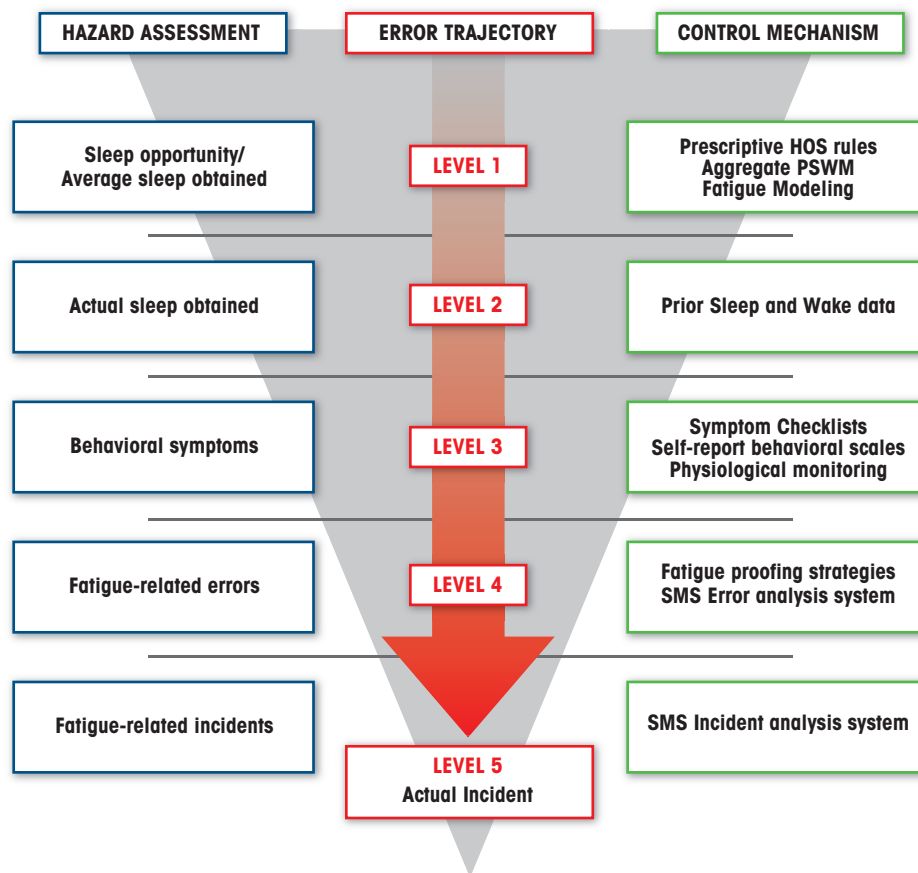 HAZARD ASSESSMENT
ERROR TRAJECTORY
CONTROL MECHANISM
Sleep opportunity/
Average sleep obtained
LEVEL 1
Prescriptive HOS rules
Aggregate PSWM
Fatigue Modeling
Actual sleep obtained
LEVEL 2
Prior Sleep and Wake data
Behavioral symptoms
LEVEL 3
Symptom Checklists
Self-report behavioral scales
Physiological monitoring
Fatigue-related errors
LEVEL 4
Fatigue proofing strategies
SMS Error analysis system
Fatigue-related incidents
SMS Incident analysis system
LEVEL 5
Actual Incident